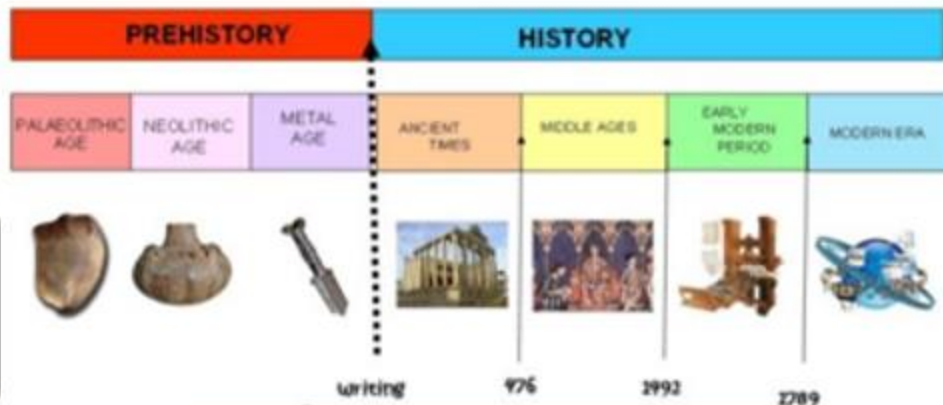 PREHISTORY
HISTORY
PALAEOLITHIC
AGE
NEOLITHIC
AGE
METAL
AGE
ANCIENT
TIMES
MIDDLE AGES
EARLY
MODERN
PERIOD
MODERN ERA
writing
476
1492
1789